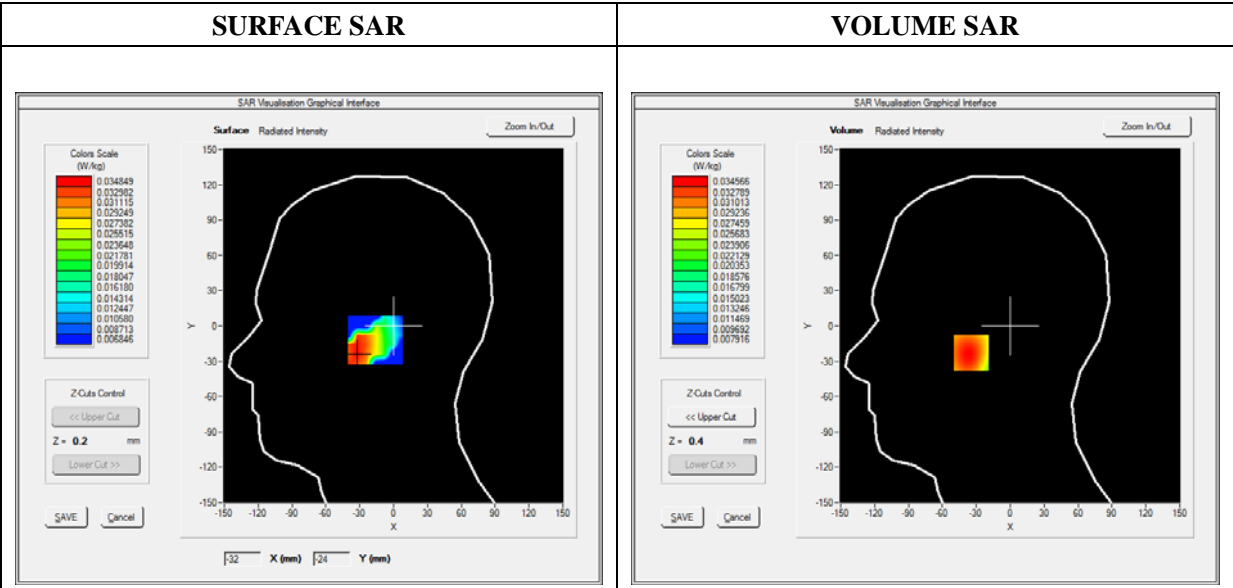 SURFACE SAR
VOLUME SAR
SAR Visualisation Graphical Interface
Surface Radiated Intensity
Zoom In/Out
Colors Scale
(W/kg)
0.034849
0.032982
0.031115
0.029249
0.027382
0.025515
0.023648
0.021781
0.019914
0.018047
0.016180
0.014314
0.012447
0.010580
0.008713
0.006846
Z-Cuts Control
<< Upper Cut
Z = 0.2 mm
Lower Cut >>
SAVE Cancel
150
120
90
60
30
0
-30
-60
-90
-120
-150
Y
-150 -120 -90 -60 -30 0 30 60 90 120 150
X
-32 X (mm) -24 Y (mm)
SAR Visualisation Graphical Interface
Volume Radiated Intensity
Zoom In/Out
Colors Scale
(W/kg)
0.034566
0.032789
0.031013
0.029236
0.027459
0.025683
0.023906
0.022129
0.020353
0.018576
0.016799
0.015023
0.013246
0.011469
0.009692
0.007916
Z-Cuts Control
<< Upper Cut
Z = 0.4 mm
Lower Cut >>
SAVE Cancel
150
120
90
60
30
0
-30
-60
-90
-120
-150
Y
-150 -120 -90 -60 -30 0 30 60 90 120 150
X